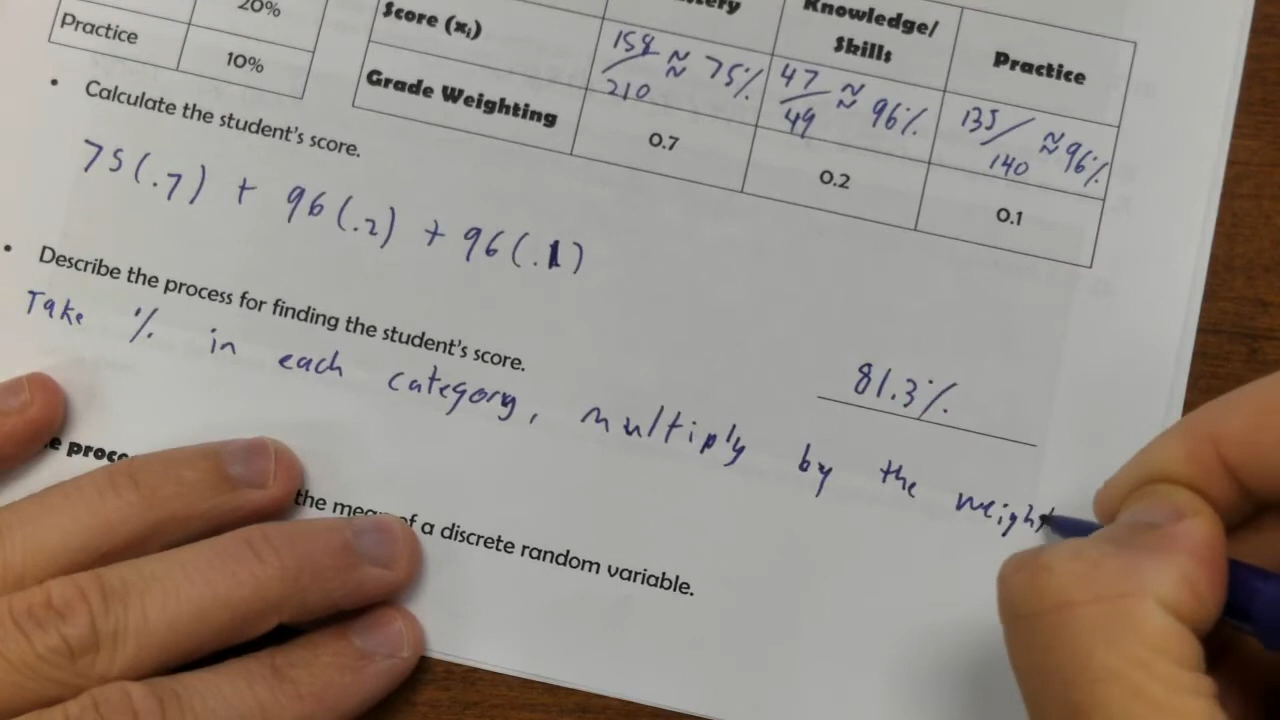 20%
Practice
10%
Score (xᵢ)
Knowledge/
Skills
Practice
158/210 ≈ 75%
47/49 ≈ 96%
135/140 ≈ 96%
Grade Weighting
0.7
0.2
0.1
• Calculate the student's score.
75(.7) + 96(.2) + 96(.1)
81.3%
• Describe the process for finding the student's score.
Take % in each category, multiply by the weight
the mean of a discrete random variable.